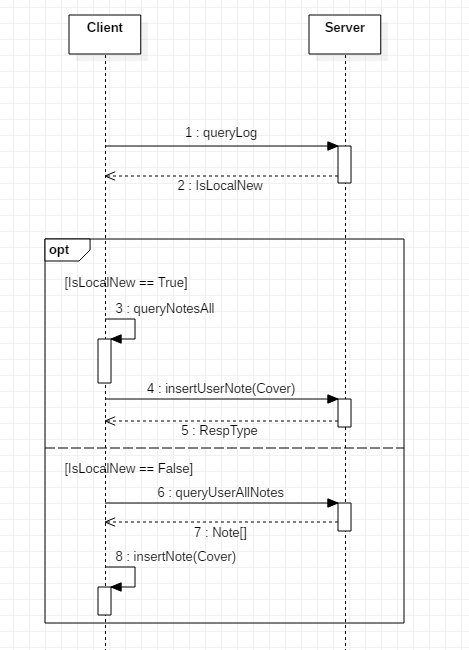 Client
Server
1 : queryLog
2 : IsLocalNew
opt
[IsLocalNew == True]
3 : queryNotesAll
4 : insertUserNote(Cover)
5 : RespType
[IsLocalNew == False]
6 : queryUserAllNotes
7 : Note[]
8 : insertNote(Cover)